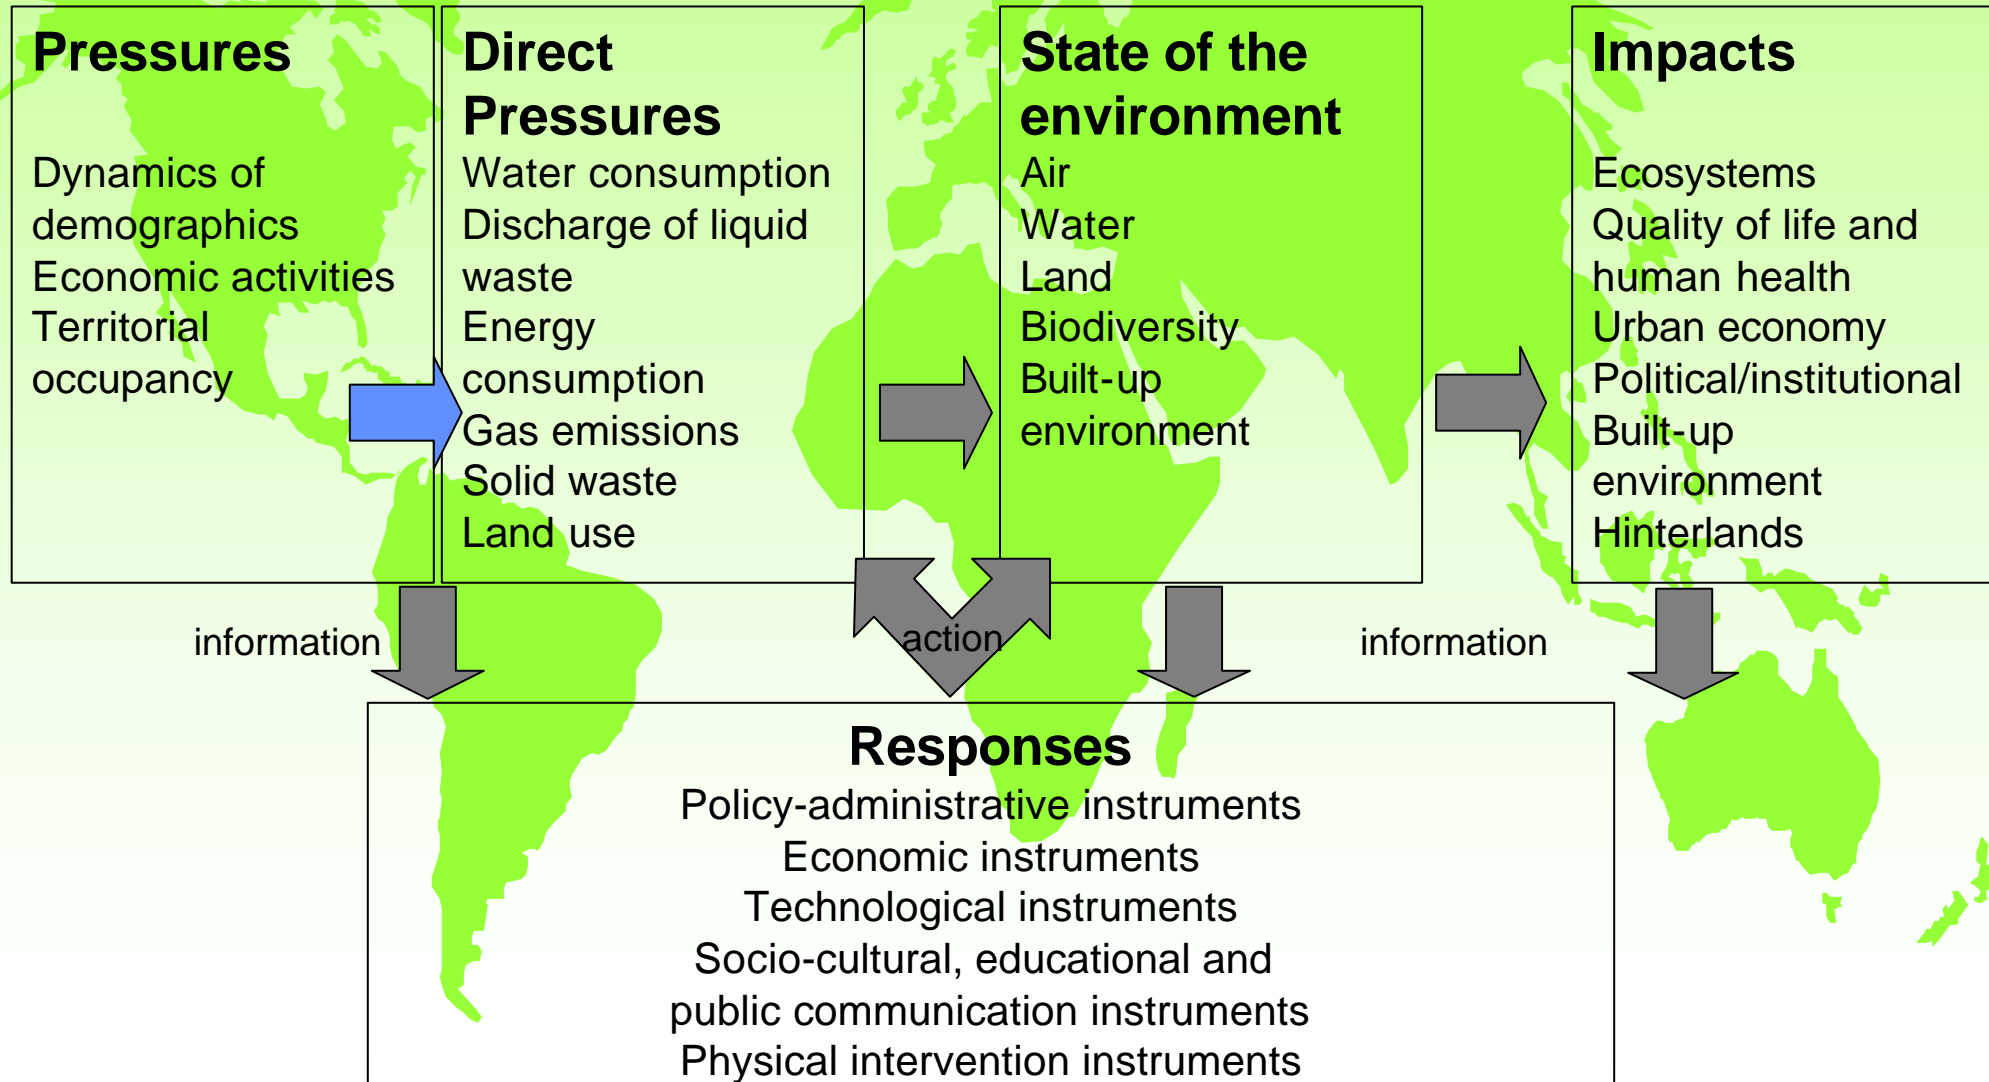 Pressures
Dynamics of
demographics
Economic activities
Territorial
occupancy
Direct
Pressures
Water consumption
Discharge of liquid
waste
Energy
consumption
Gas emissions
Solid waste
Land use
State of the
environment
Air
Water
Land
Biodiversity
Built-up
environment
Impacts
Ecosystems
Quality of life and
human health
Urban economy
Political/institutional
Built-up
environment
Hinterlands
information
action
information
Responses
Policy-administrative instruments
Economic instruments
Technological instruments
Socio-cultural, educational and
public communication instruments
Physical intervention instruments